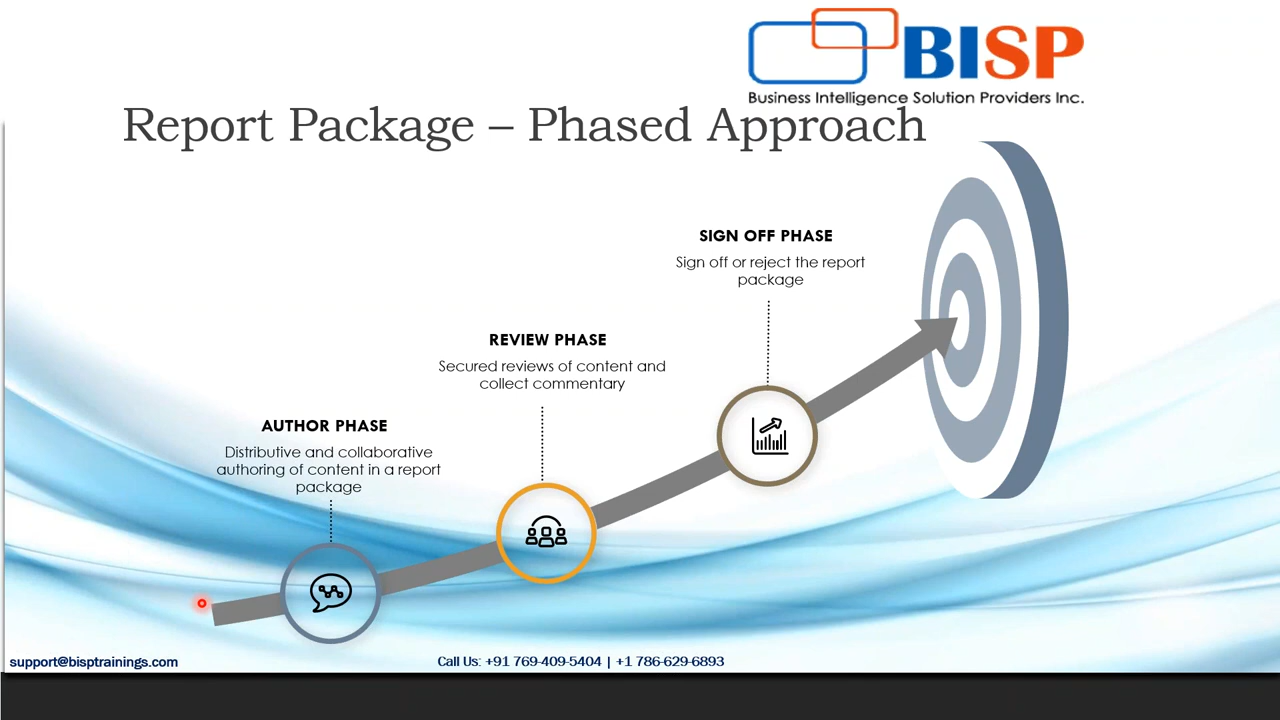 BISP
Business Intelligence Solution Providers Inc.
Report Package – Phased Approach
SIGN OFF PHASE
Sign off or reject the report
package
REVIEW PHASE
Secured reviews of content and
collect commentary
AUTHOR PHASE
Distributive and collaborative
authoring of content in a report
package
support@bisptrainings.com
Call Us: +91 769-409-5404 | +1 786-629-6893